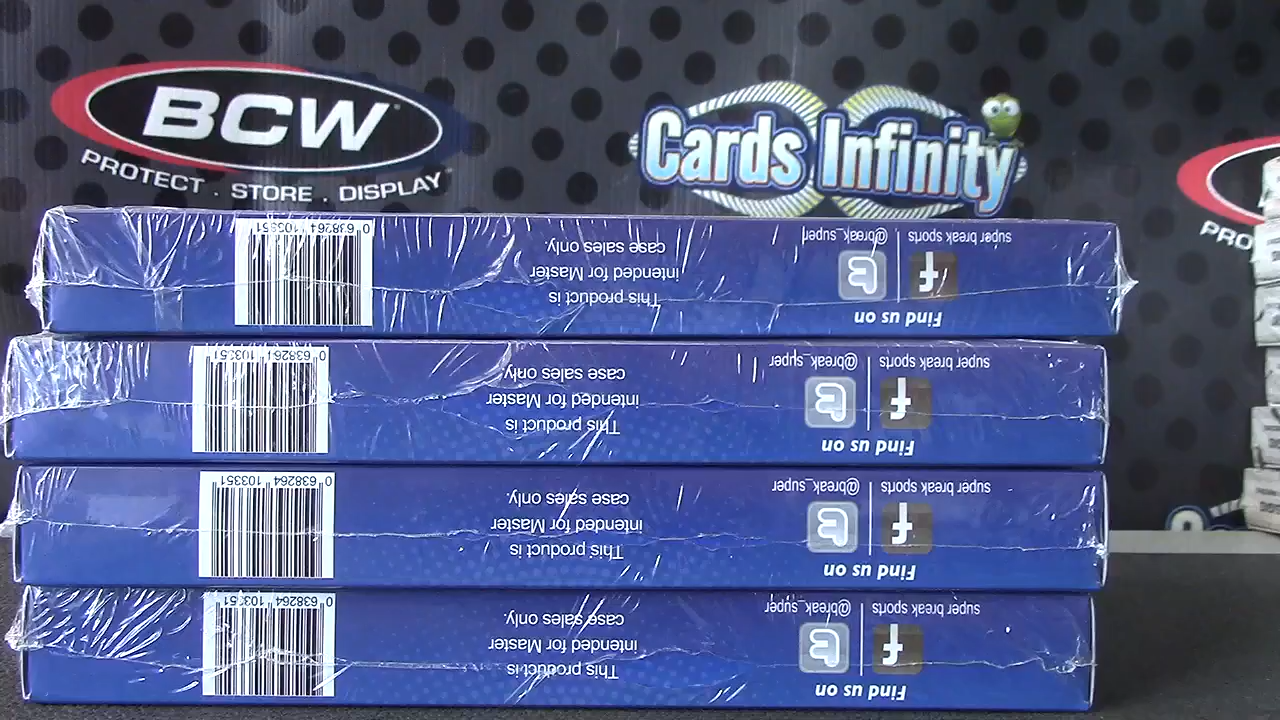 BCW
PROTECT . STORE . DISPLAY
Cards Infinity
PRO
Find us on
super break sports
@break_super
This product is
intended for Master
case sales only.
0 638264 103351
Find us on
super break sports
@break_super
This product is
intended for Master
case sales only.
0 638264 103351
Find us on
super break sports
@break_super
This product is
intended for Master
case sales only.
0 638264 103351
Find us on
super break sports
@break_super
This product is
intended for Master
case sales only.
0 638264 103351